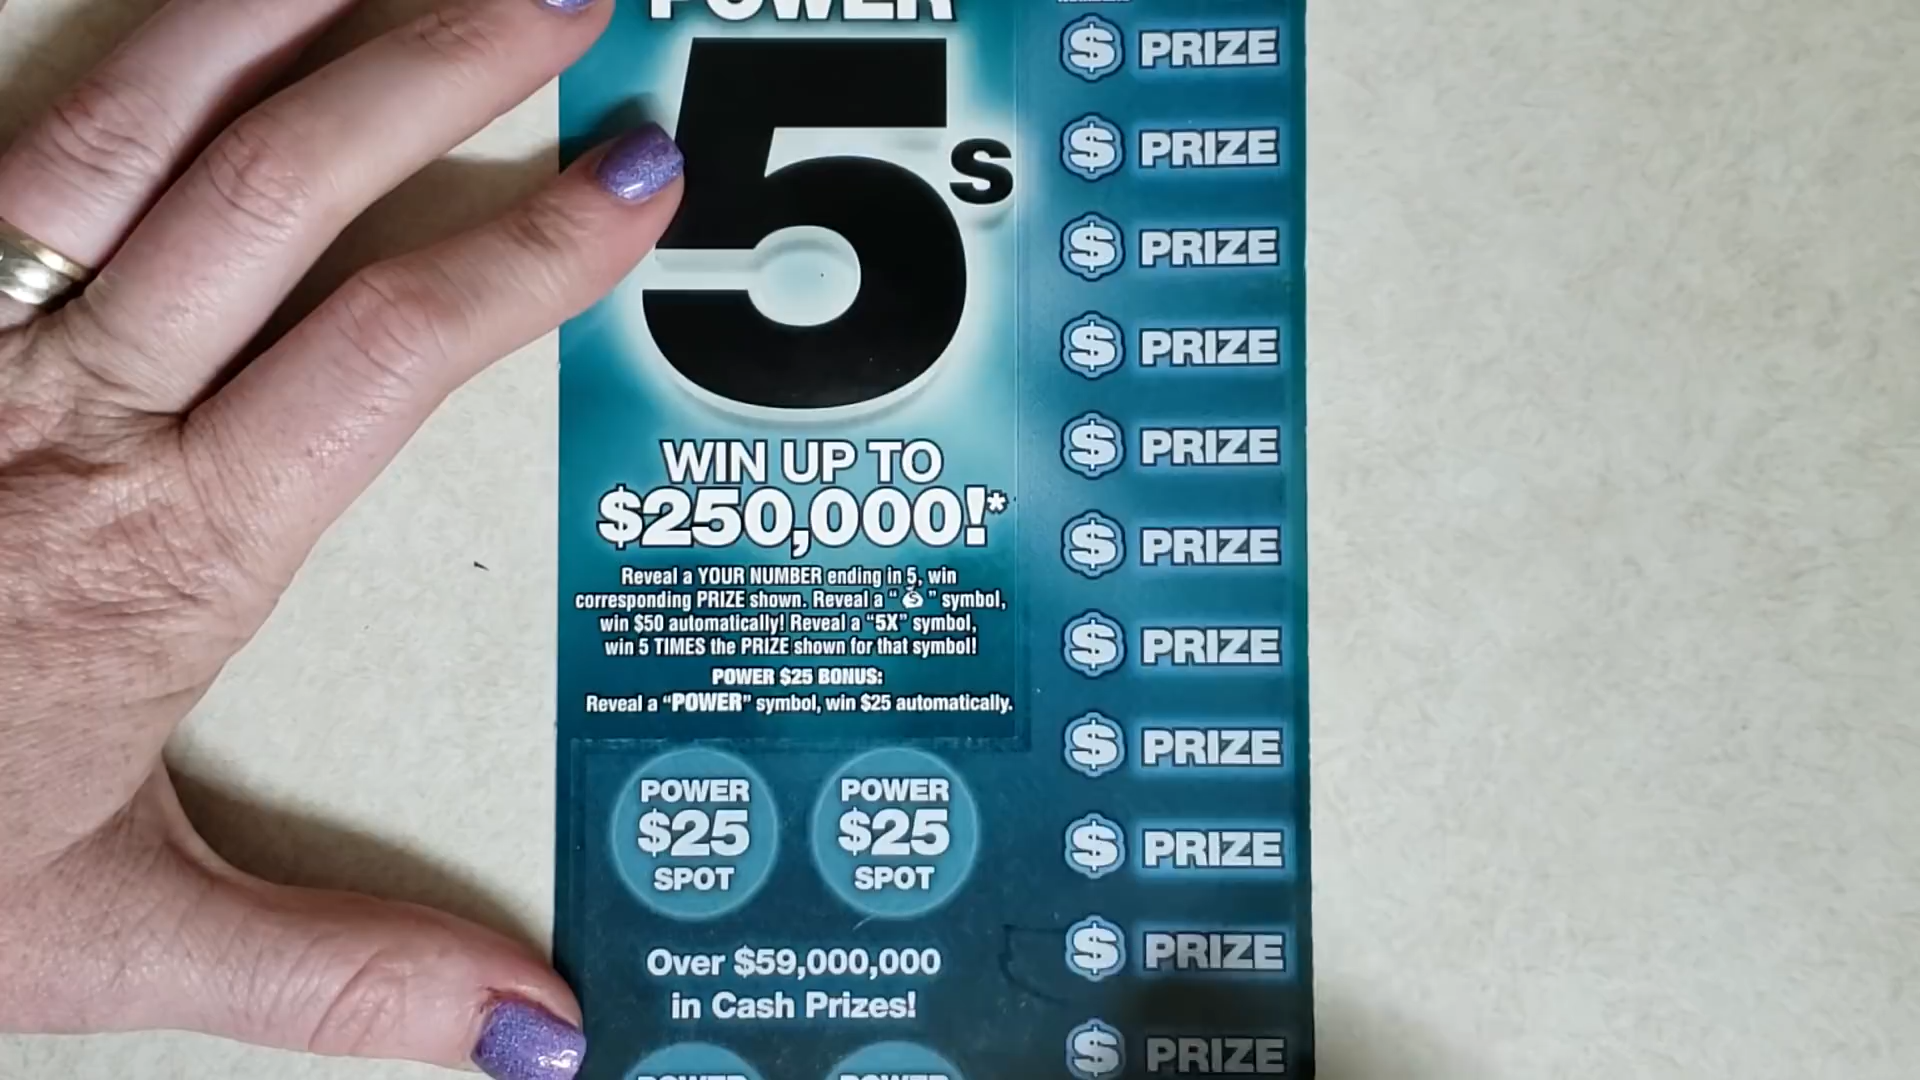 POWER
5s
WIN UP TO
$250,000!*
Reveal a YOUR NUMBER ending in 5, win
corresponding PRIZE shown. Reveal a “ $ ” symbol,
win $50 automatically! Reveal a “5X” symbol,
win 5 TIMES the PRIZE shown for that symbol!
POWER $25 BONUS:
Reveal a “POWER” symbol, win $25 automatically.
POWER
$25
SPOT
POWER
$25
SPOT
Over $59,000,000
in Cash Prizes!
POWER
POWER
$ PRIZE
$ PRIZE
$ PRIZE
$ PRIZE
$ PRIZE
$ PRIZE
$ PRIZE
$ PRIZE
$ PRIZE
$ PRIZE
$ PRIZE